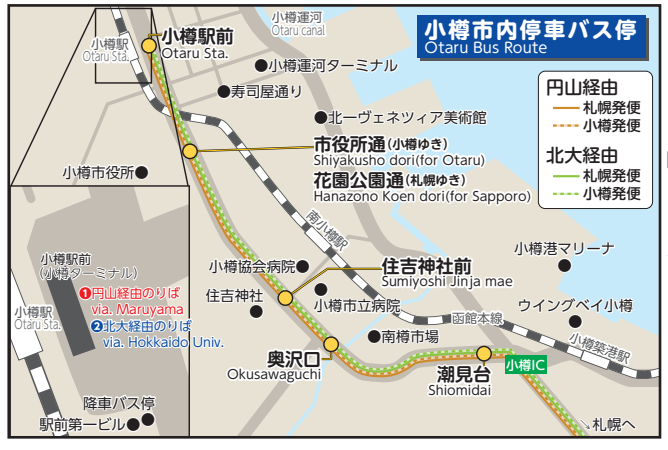 小樽市内停車バス停
Otaru Bus Route
円山経由
札幌発便
小樽発便
北大経由
札幌発便
小樽発便
小樽駅
Otaru Sta.
小樽駅前
Otaru Sta.
小樽運河
Otaru canal
小樽運河ターミナル
寿司屋通り
北一ヴェネツィア美術館
市役所通(小樽ゆき)
Shiyakusho dori(for Otaru)
花園公園通(札幌ゆき)
Hanazono Koen dori(for Sapporo)
小樽市役所
南小樽駅
小樽駅前
(小樽ターミナル)
❶円山経由のりば
via. Maruyama
❷北大経由のりば
via. Hokkaido Univ.
小樽駅
Otaru Sta.
降車バス停
駅前第一ビル
小樽協会病院
住吉神社前
Sumiyoshi Jinja mae
住吉神社
小樽市立病院
小樽港マリーナ
ウイングベイ小樽
函館本線
小樽築港駅
南樽市場
奥沢口
Okusawaguchi
潮見台
Shiomidai
小樽IC
札幌へ